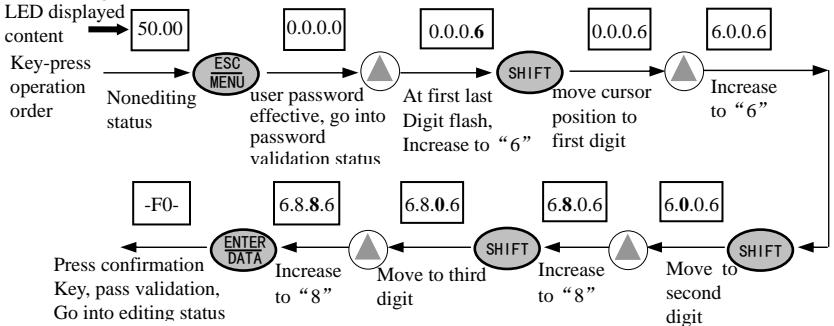 LED displayed
content
50.00
0.0.0.0
0.0.0.6
0.0.0.6
6.0.0.6
Key-press
operation
order
Nonediting
status
ESC
MENU
user password
effective, go into
password
validation status
At first last
Digit flash,
Increase to “6”
SHIFT
move cursor
position to
first digit
Increase
to “6”
-F0-
6.8.8.6
6.8.0.6
6.8.0.6
6.0.0.6
Press confirmation
Key, pass validation,
Go into editing status
ENTER
DATA
Increase
to “8”
Move to third
digit
SHIFT
Increase
to “8”
Move to
second
digit
SHIFT